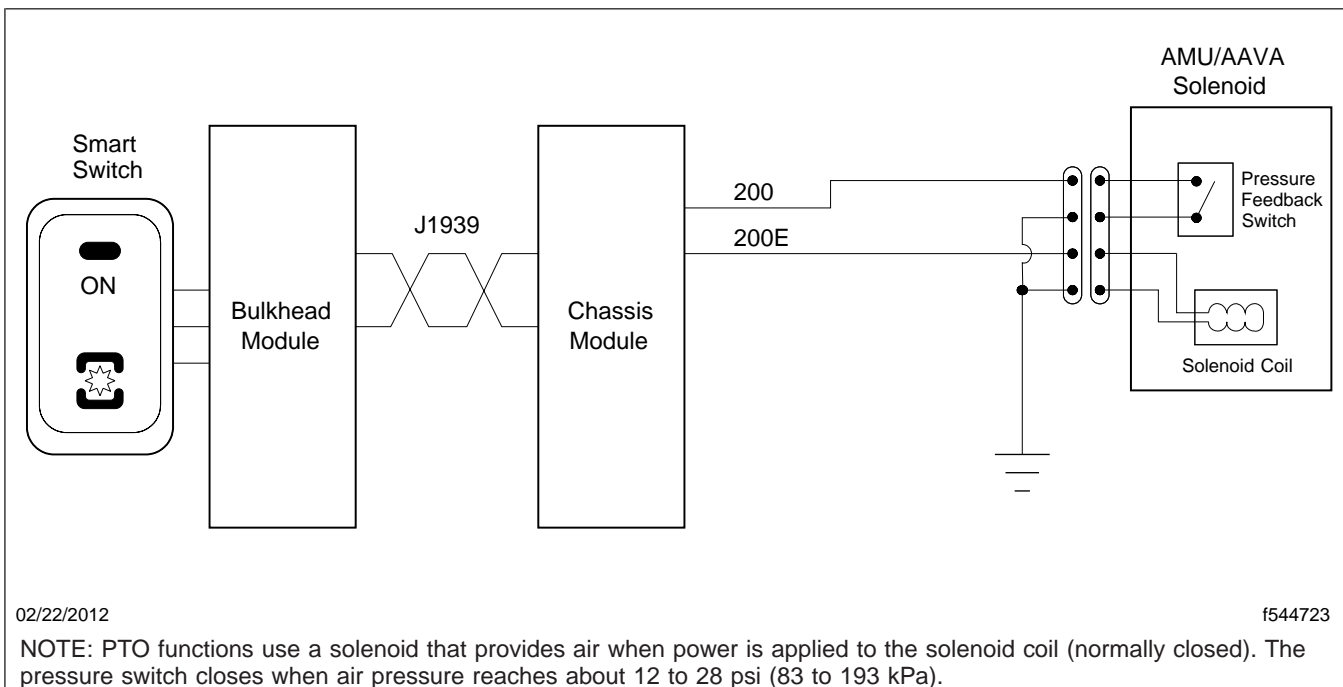 AMU/AAVA
Solenoid
Smart
Switch
ON
Bulkhead
Module
J1939
Chassis
Module
200
200E
Pressure
Feedback
Switch
Solenoid Coil
02/22/2012
f544723
NOTE: PTO functions use a solenoid that provides air when power is applied to the solenoid coil (normally closed). The
pressure switch closes when air pressure reaches about 12 to 28 psi (83 to 193 kPa).